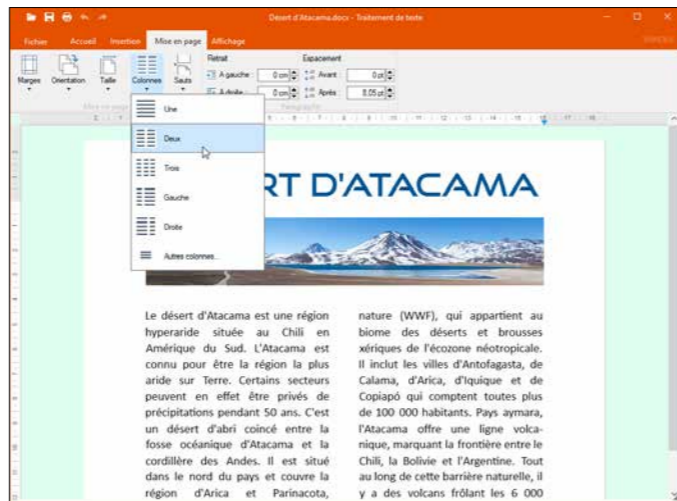 Désert d'Atacama.docx - Traitement de texte
Fichier Accueil Insertion Mise en page Affichage
Retrait Espacement
À gauche : 0 cm Avant : 0 pt
Marges Orientation Taille Colonnes Sauts
À droite : 0 cm Après : 8.05 pt
Mise en page Paragraphe
Une
Deux
Trois
Gauche
Droite
Autres colonnes...
RT D'ATACAMA
Le désert d'Atacama est une région
hyperaride située au Chili en
Amérique du Sud. L'Atacama est
connu pour être la région la plus
aride sur Terre. Certains secteurs
peuvent en effet être privés de
précipitations pendant 50 ans. C'est
un désert d'abri coincé entre la
fosse océanique d'Atacama et la
cordillère des Andes. Il est situé
dans le nord du pays et couvre la
région d'Arica et Parinacota,
nature (WWF), qui appartient au
biome des déserts et brousses
xériques de l'écozone néotropicale.
Il inclut les villes d'Antofagasta, de
Calama, d'Arica, d'Iquique et de
Copiapó qui comptent toutes plus
de 100 000 habitants. Pays aymara,
l'Atacama offre une ligne volca-
nique, marquant la frontière entre le
Chili, la Bolivie et l'Argentine. Tout
au long de cette barrière naturelle, il
y a des volcans frôlant les 6 000